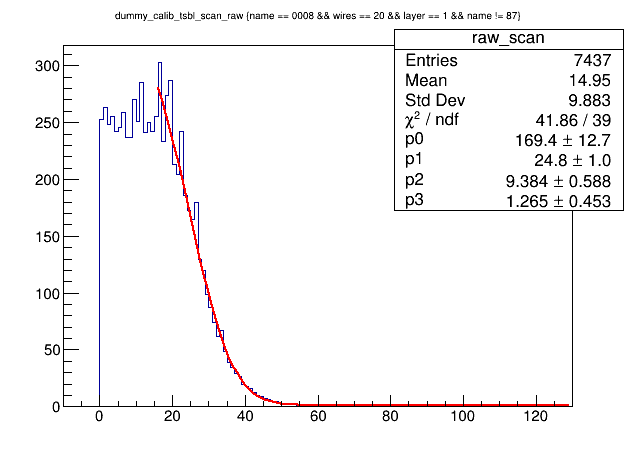 dummy_calib_tsbl_scan_raw {name == 0008 && wires == 20 && layer == 1 && name != 87}
raw_scan
Entries 7437
Mean 14.95
Std Dev 9.883
χ² / ndf 41.86 / 39
p0 169.4 ± 12.7
p1 24.8 ± 1.0
p2 9.384 ± 0.588
p3 1.265 ± 0.453
300
250
200
150
100
50
0
0 20 40 60 80 100 120